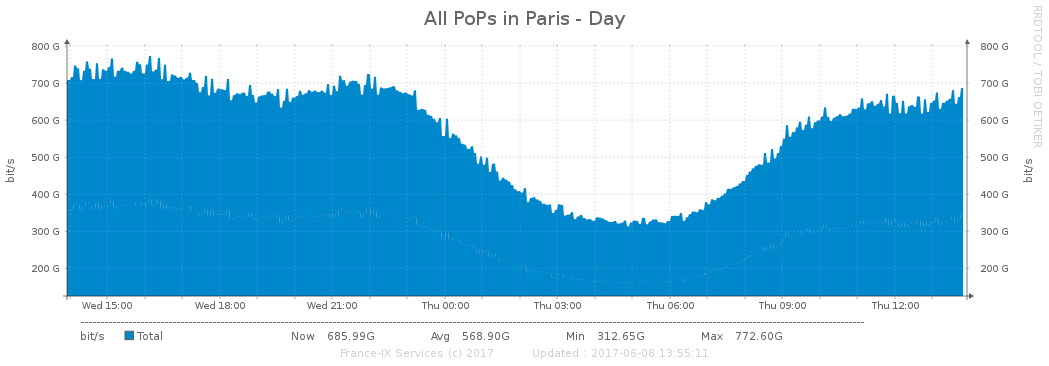 All PoPs in Paris - Day
RRDTOOL / TOBI OETIKER
800 G 800 G
700 G 700 G
600 G 600 G
500 G 500 G
400 G 400 G
300 G 300 G
200 G 200 G
bit/s
bit/s
Wed 15:00 Wed 18:00 Wed 21:00 Thu 00:00 Thu 03:00 Thu 06:00 Thu 09:00 Thu 12:00
bit/s Total Now 685.99G Avg 568.90G Min 312.65G Max 772.60G
France-IX Services (c) 2017 Updated : 2017-06-08 13:55:11